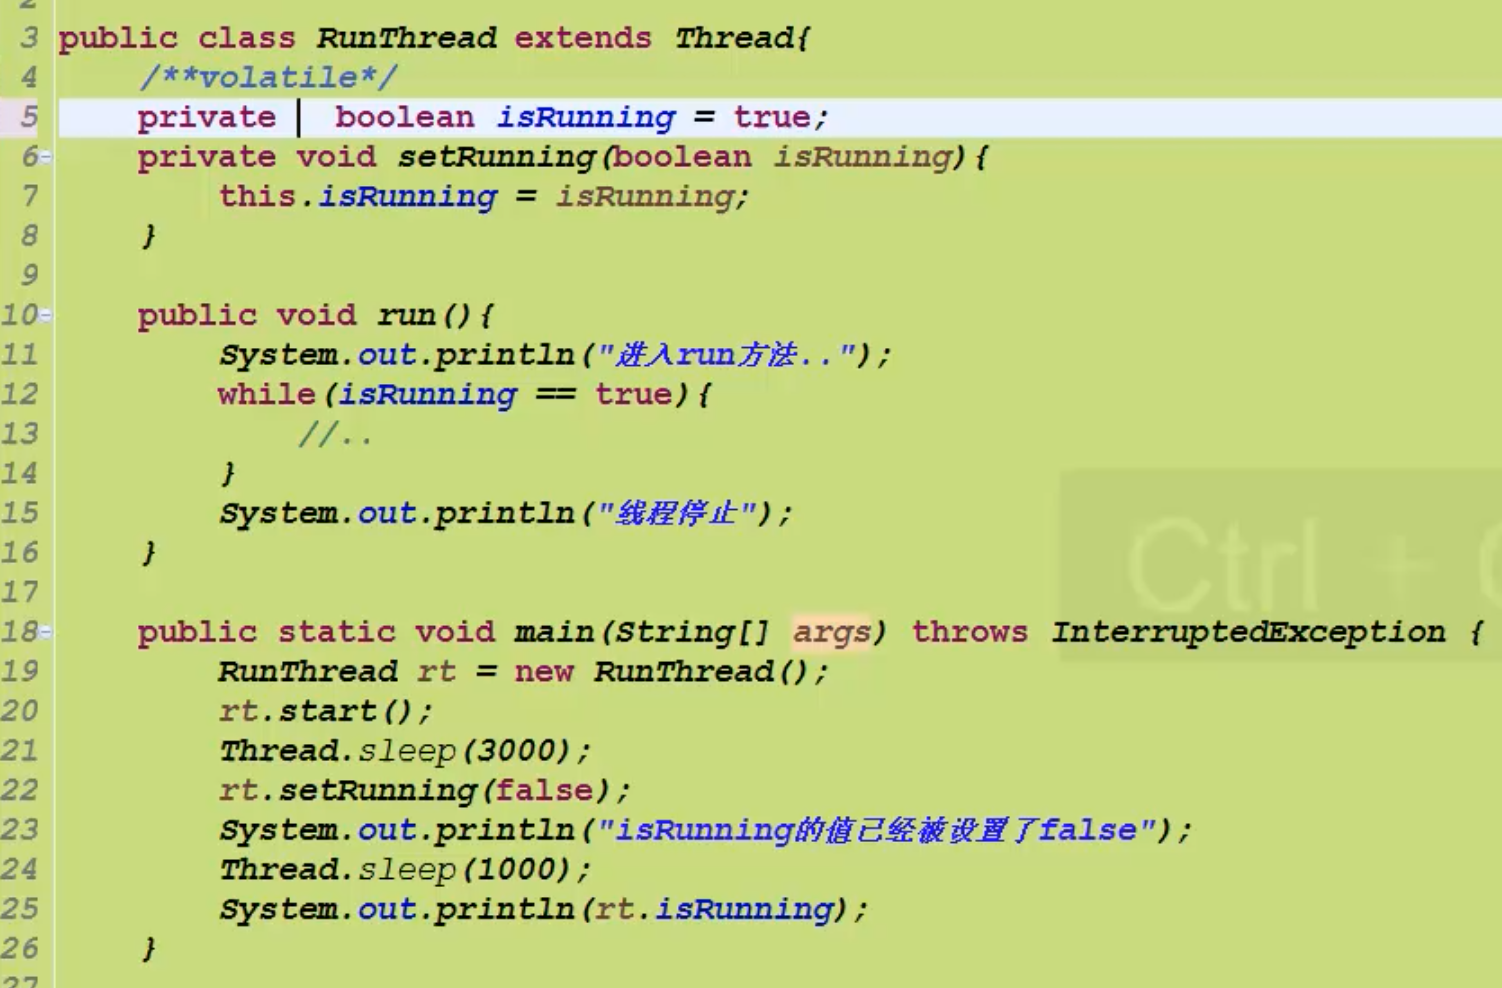 2
3 public class RunThread extends Thread{
4 /**volatile*/
5 private boolean isRunning = true;
6 private void setRunning(boolean isRunning){
7 this.isRunning = isRunning;
8 }
9
10 public void run(){
11 System.out.println("进入run方法..");
12 while(isRunning == true){
13 //..
14 }
15 System.out.println("线程停止");
16 }
17
Ctrl +
18 public static void main(String[] args) throws InterruptedException {
19 RunThread rt = new RunThread();
20 rt.start();
21 Thread.sleep(3000);
22 rt.setRunning(false);
23 System.out.println("isRunning的值已经被设置了false");
24 Thread.sleep(1000);
25 System.out.println(rt.isRunning);
26 }
27